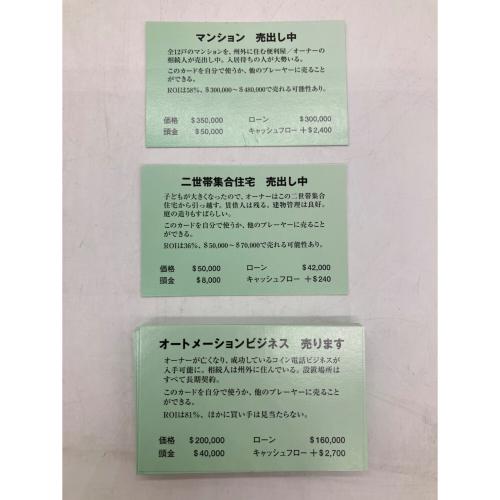 マンション 売出し中
全12戸のマンションを、州外に住む便利屋/オーナーの
相続人が売出し中。入居待ちの人が大勢いる。
このカードを自分で使うか、他のプレーヤーに売ること
ができる。
ROIは58%、$300,000~$480,000で売れる可能性あり。
価格 $350,000 ローン $300,000
頭金 $50,000 キャッシュフロー +$2,400
二世帯集合住宅 売出し中
子どもが大きくなったので、オーナーはこの二世帯集合
住宅から引っ越す。賃借人は残る。建物管理は良好。
庭の造りもすばらしい。
このカードを自分で使うか、他のプレーヤーに売ること
ができる。
ROIは36%、$50,000~$70,000で売れる可能性あり。
価格 $50,000 ローン $42,000
頭金 $8,000 キャッシュフロー +$240
オートメーションビジネス 売ります
オーナーが亡くなり、成功しているコイン電話ビジネスが
入手可能に。相続人は州外に住んでいる。設置場所は
すべて長期契約。
このカードを自分で使うか、他のプレーヤーに売ること
ができる。
ROIは81%、ほかに買い手は見当たらない。
価格 $200,000 ローン $160,000
頭金 $40,000 キャッシュフロー +$2,700